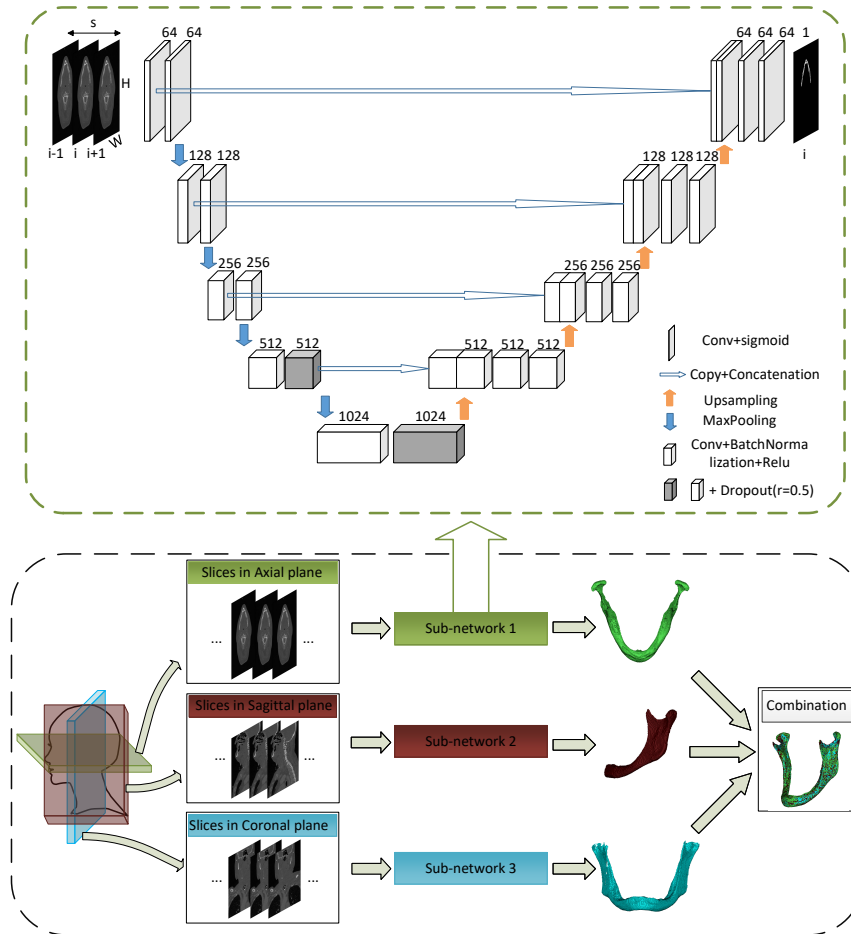 s
64 64
64 64 64 1
H
W
i-1 i i+1
i
128 128
128 128 128
256 256
256 256 256
512 512
512 512 512
1024 1024
Conv+sigmoid
Copy+Concatenation
Upsampling
MaxPooling
Conv+BatchNorma
lization+Relu
+ Dropout(r=0.5)
Slices in Axial plane
... ...
Sub-network 1
Slices in Sagittal plane
... ...
Sub-network 2
Combination
Slices in Coronal plane
... ...
Sub-network 3